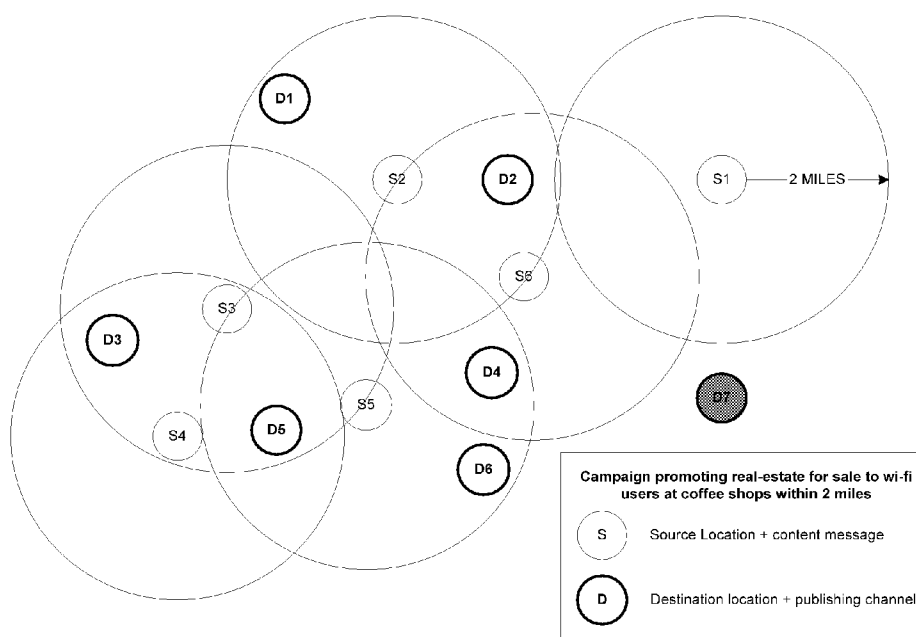 D1
S2
D2
S1
2 MILES
S6
S3
D3
D4
D7
S5
D5
S4
D6
Campaign promoting real-estate for sale to wi-fi
users at coffee shops within 2 miles
S Source Location + content message
D Destination location + publishing channel